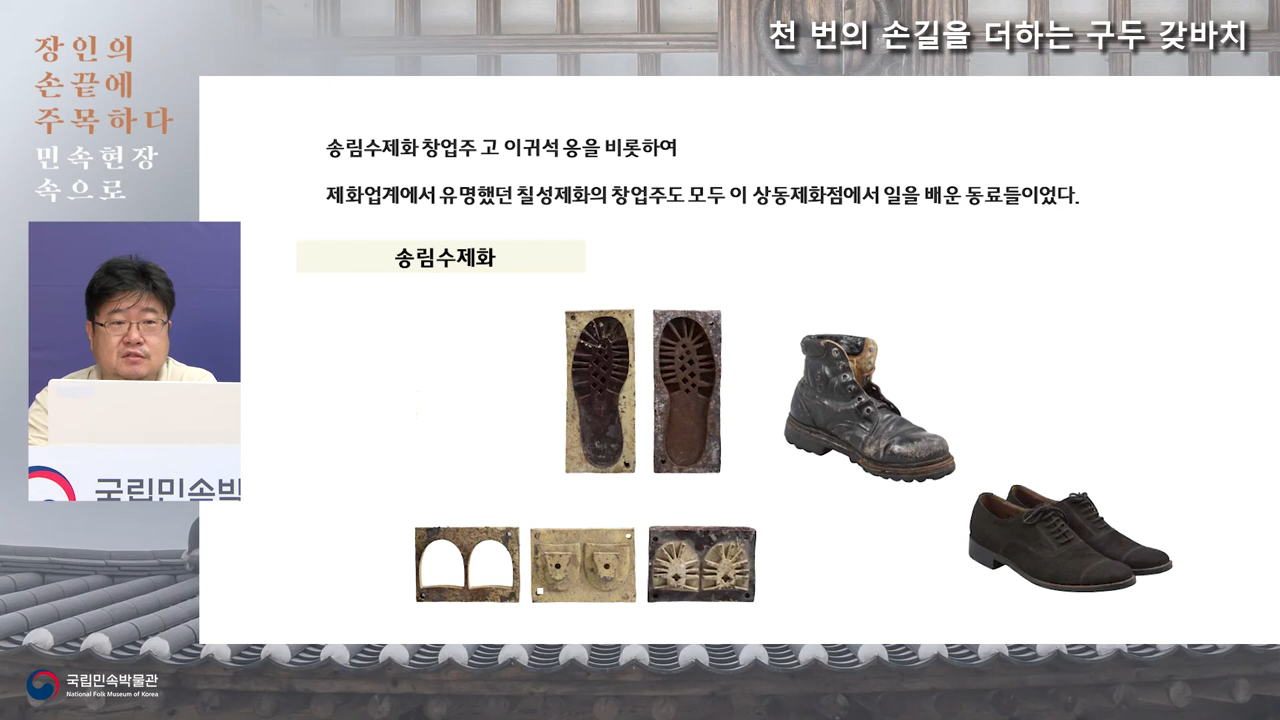 천 번의 손길을 더하는 구두 갖바치
장인의
손끝에
주목하다
민속현장
속으로
송림수제화 창업주 고 이귀석 옹을 비롯하여
제화업계에서 유명했던 칠성제화의 창업주도 모두 이 상동제화점에서 일을 배운 동료들이었다.
송림수제화
국립민속박
국립민속박물관
National Folk Museum of Korea